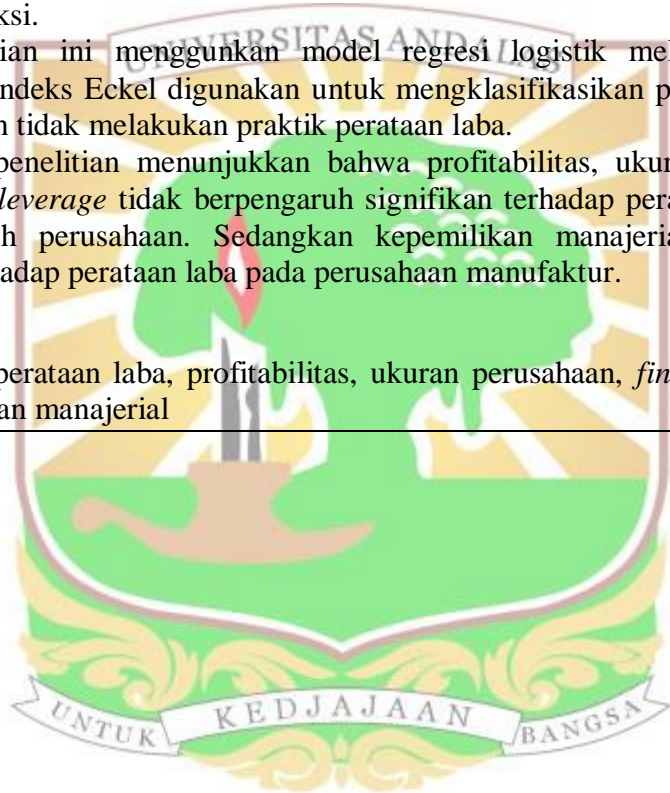 ksi.
UNIVERSITAS ANDALAS
ian ini menggunkan model regresi logistik mel
ndeks Eckel digunakan untuk mengklasifikasikan p
n tidak melakukan praktik perataan laba.
penelitian menunjukkan bahwa profitabilitas, ukur
leverage tidak berpengaruh signifikan terhadap pera
h perusahaan. Sedangkan kepemilikan manajeria
adap perataan laba pada perusahaan manufaktur.
perataan laba, profitabilitas, ukuran perusahaan, fin
an manajerial
UNTUK KEDJAJAAN BANGSA